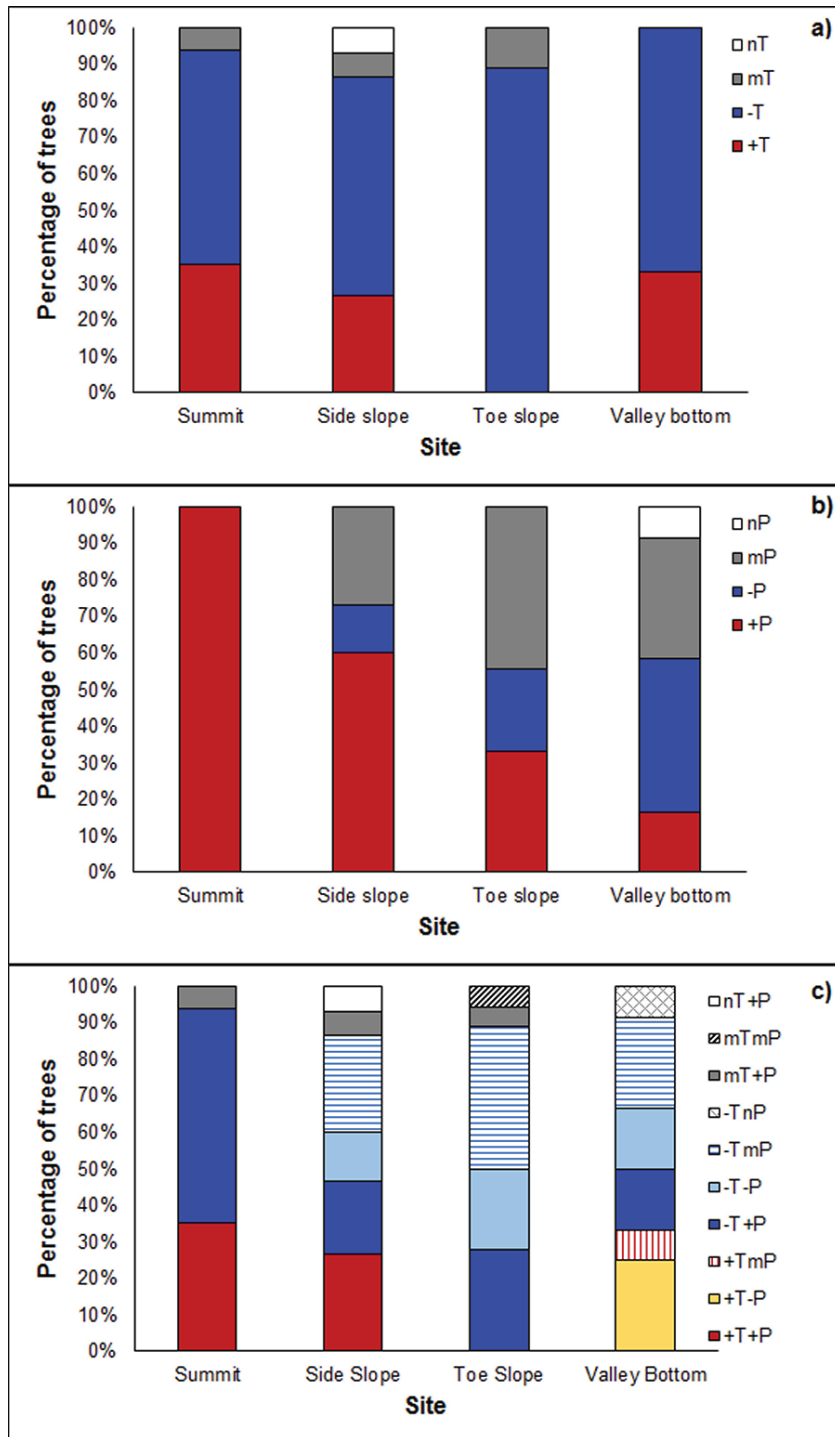 a)
Percentage of trees
100%
90%
80%
70%
60%
50%
40%
30%
20%
10%
0%
nT
mT
-T
+T
Summit Side slope Toe slope Valley bottom
Site
b)
Percentage of trees
100%
90%
80%
70%
60%
50%
40%
30%
20%
10%
0%
nP
mP
-P
+P
Summit Side slope Toe slope Valley bottom
Site
c)
Percentage of trees
100%
90%
80%
70%
60%
50%
40%
30%
20%
10%
0%
nT+P
mTmP
mT+P
-TnP
-TmP
-T-P
-T+P
+TmP
+T-P
+T+P
Summit Side Slope Toe Slope Valley Bottom
Site